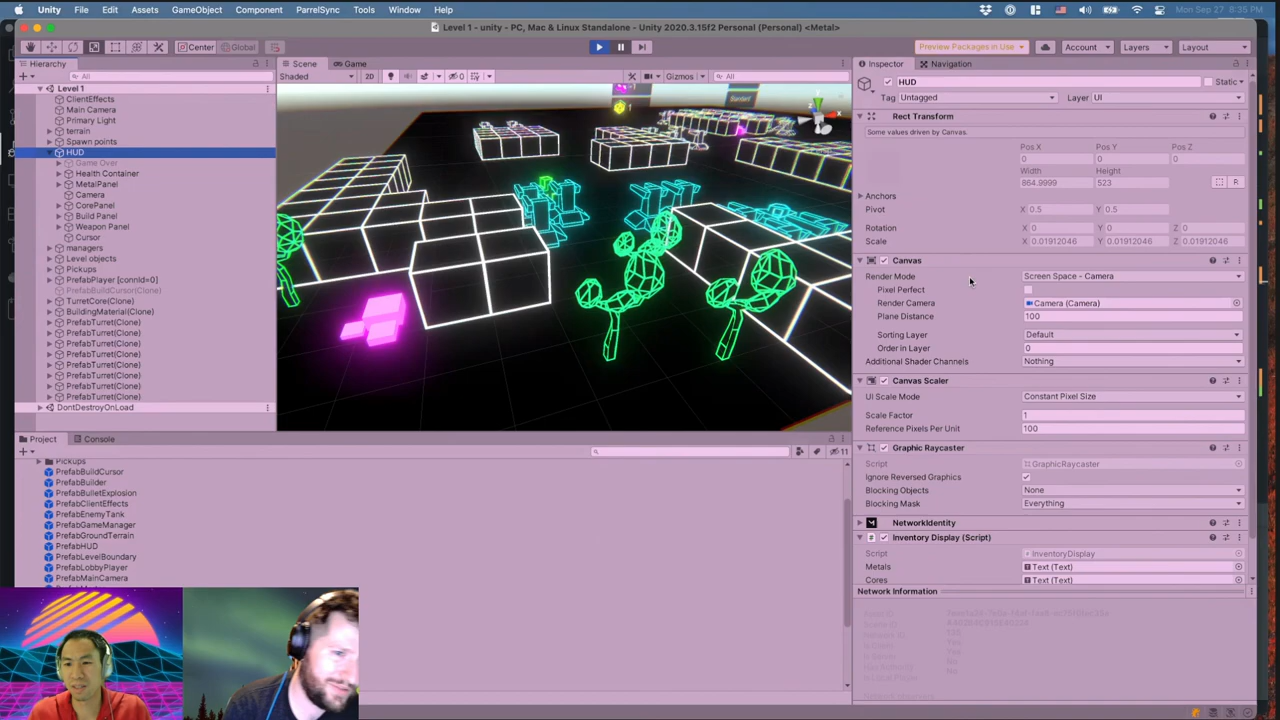 Unity File Edit Assets GameObject Component ParrelSync Tools Window Help Mon Sep 27 8:35 PM
Level 1 - unity - PC, Mac & Linux Standalone - Unity 2020.3.15f2 Personal (Personal) <Metal>
Center Global Preview Packages in Use Account Layers Layout
Hierarchy
All
Level 1
ClientEffects
Main Camera
Primary Light
terrain
Spawn points
HUD
Game Over
Health Container
MetalPanel
Camera
CorePanel
Build Panel
Weapon Panel
Cursor
managers
Level objects
Pickups
PrefabPlayer [connId=0]
PrefabBuildCursor(Clone)
TurretCore(Clone)
BuildingMaterial(Clone)
PrefabTurret(Clone)
PrefabTurret(Clone)
PrefabTurret(Clone)
PrefabTurret(Clone)
PrefabTurret(Clone)
PrefabTurret(Clone)
PrefabTurret(Clone)
PrefabTurret(Clone)
DontDestroyOnLoad
Scene Game
Shaded 2D 0 Gizmos All
Project Console
11
Pickups
PrefabBuildCursor
PrefabBuilder
PrefabBulletExplosion
PrefabClientEffects
PrefabEnemyTank
PrefabGameManager
PrefabGroundTerrain
PrefabHUD
PrefabLevelBoundary
PrefabLobbyPlayer
PrefabMainCamera
Inspector Navigation
HUD Static
Tag Untagged Layer UI
Rect Transform
Some values driven by Canvas.
Pos X Pos Y Pos Z
0 0 0
Width Height
864.9999 523
R
Anchors
Pivot X 0.5 Y 0.5
Rotation X 0 Y 0 Z 0
Scale X 0.01912046 Y 0.01912046 Z 0.01912046
Canvas
Render Mode Screen Space - Camera
Pixel Perfect
Render Camera Camera (Camera)
Plane Distance 100
Sorting Layer Default
Order in Layer 0
Additional Shader Channels Nothing
Canvas Scaler
UI Scale Mode Constant Pixel Size
Scale Factor 1
Reference Pixels Per Unit 100
Graphic Raycaster
Script GraphicRaycaster
Ignore Reversed Graphics
Blocking Objects None
Blocking Mask Everything
NetworkIdentity
Inventory Display (Script)
Script InventoryDisplay
Metals Text (Text)
Cores Text (Text)
Network Information